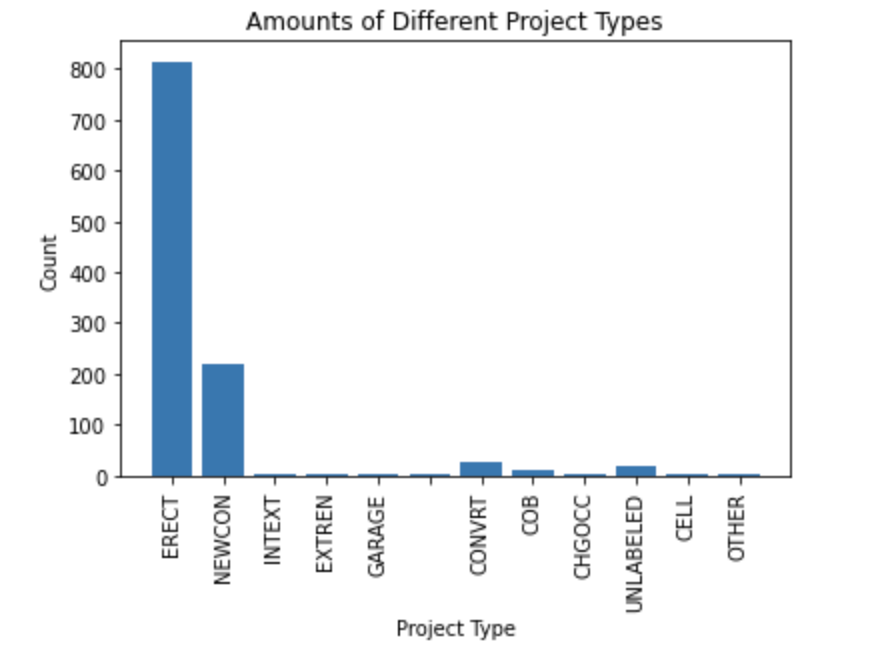 Amounts of Different Project Types
800
700
600
500
400
300
200
100
0
Count
ERECT
NEWCON
INTEXT
EXTREN
GARAGE
CONVRT
COB
CHGOCC
UNLABELED
CELL
OTHER
Project Type